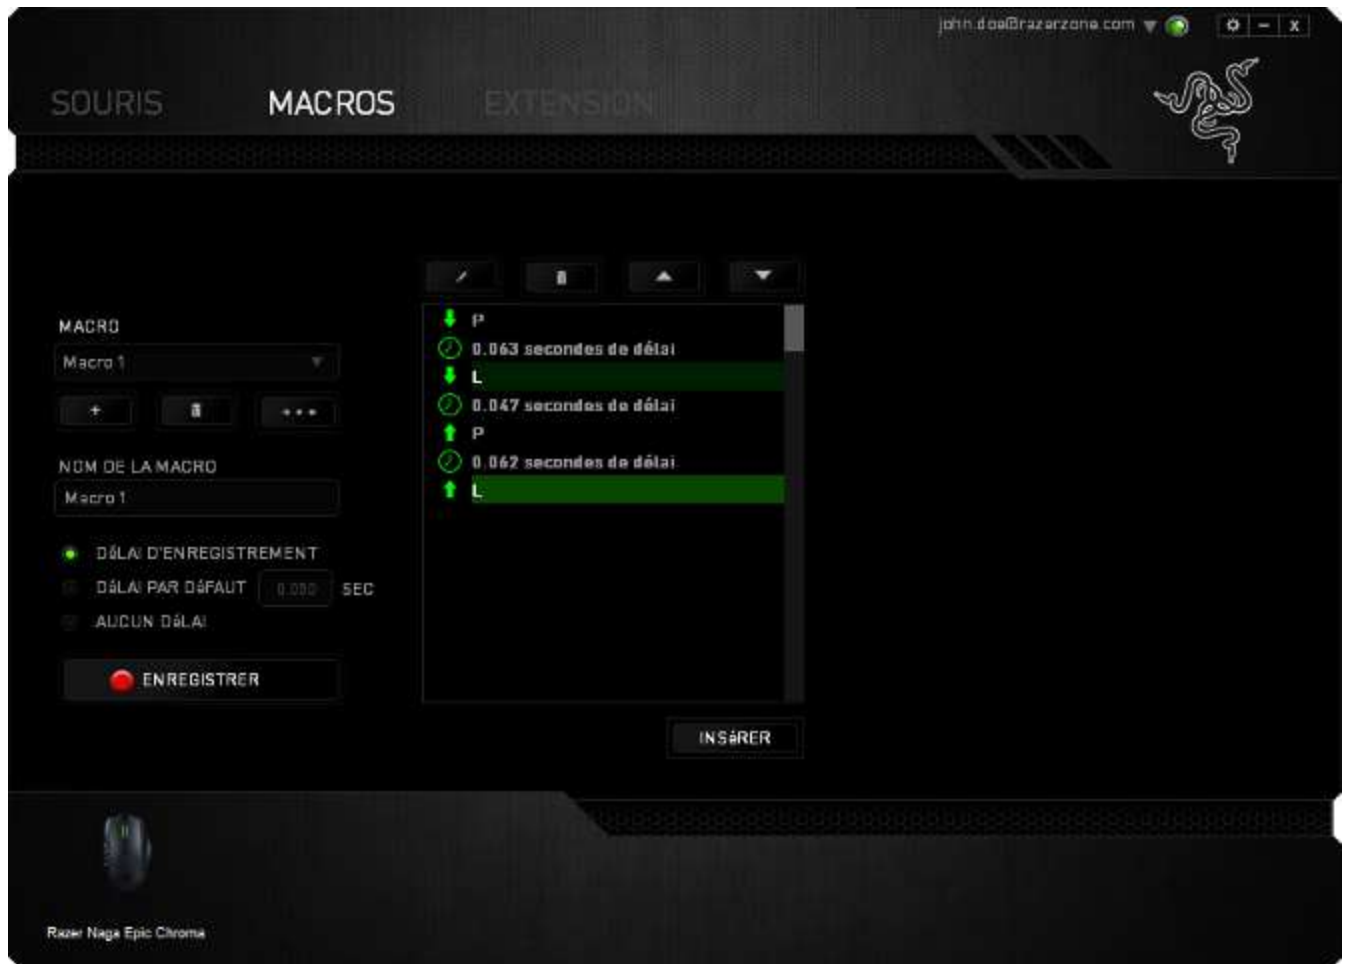 john.doe@razerzone.com
SOURIS
MACROS
EXTENSION
MACRO
Macro 1
NOM DE LA MACRO
Macro 1
DéLAI D'ENREGISTREMENT
DéLAI PAR DéFAUT 0.000 SEC
AUCUN DéLAI
ENREGISTRER
P
0.063 secondes de délai
L
0.047 secondes de délai
P
0.062 secondes de délai
L
INSéRER
Razer Naga Epic Chroma